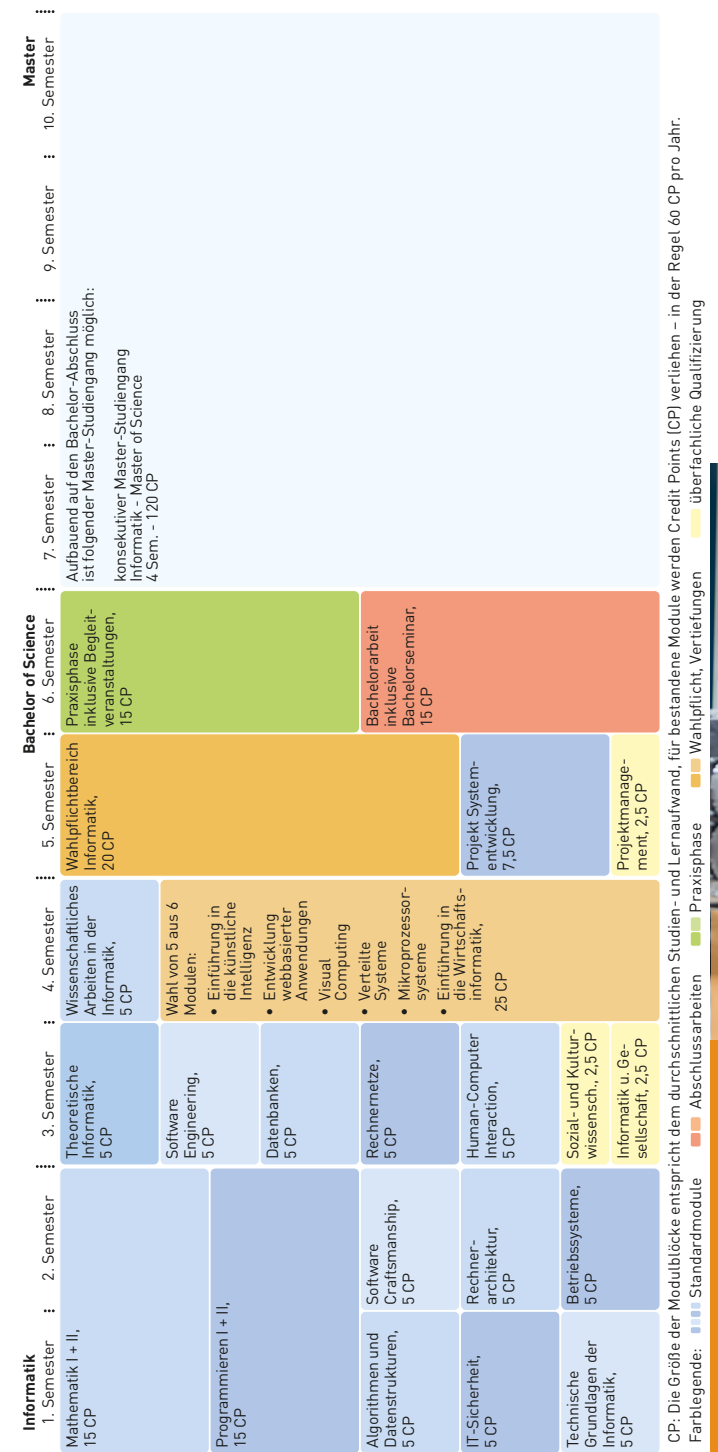 Informatik
Bachelor of Science
Master
1. Semester
2. Semester
3. Semester
4. Semester
5. Semester
6. Semester
7. Semester
8. Semester
9. Semester
10. Semester
Mathematik I + II,
15 CP
Programmieren I + II,
15 CP
Algorithmen und
Datenstrukturen,
5 CP
IT-Sicherheit,
5 CP
Technische
Grundlagen der
Informatik,
5 CP
Software
Craftsmanship,
5 CP
Rechner-
architektur,
5 CP
Betriebssysteme,
5 CP
Theoretische
Informatik,
5 CP
Software
Engineering,
5 CP
Datenbanken,
5 CP
Rechnernetze,
5 CP
Human-Computer
Interaction,
5 CP
Sozial- und Kultur-
wissensch., 2,5 CP
Informatik u. Ge-
sellschaft, 2,5 CP
Wissenschaftliches
Arbeiten in der
Informatik,
5 CP
Wahl von 5 aus 6
Modulen:
• Einführung in
die künstliche
Intelligenz
• Entwicklung
webbasierter
Anwendungen
• Visual
Computing
• Verteilte
Systeme
• Mikroprozessor-
systeme
• Einführung in
die Wirtschafts-
informatik,
25 CP
Wahlpflichtbereich
Informatik,
20 CP
Projekt System-
entwicklung,
7,5 CP
Projektmanage-
ment, 2,5 CP
Praxisphase
inklusive Begleit-
veranstaltungen,
15 CP
Bachelorarbeit
inklusive
Bachelorseminar,
15 CP
Aufbauend auf den Bachelor-Abschluss
ist folgender Master-Studiengang möglich:
konsekutiver Master-Studiengang
Informatik - Master of Science
4 Sem. - 120 CP
CP: Die Größe der Modulblöcke entspricht dem durchschnittlichen Studien- und Lernaufwand, für bestandene Module werden Credit Points (CP) verliehen – in der Regel 60 CP pro Jahr.
Farblegende: Standardmodule Abschlussarbeiten Praxisphase Wahlpflicht, Vertiefungen überfachliche Qualifizierung